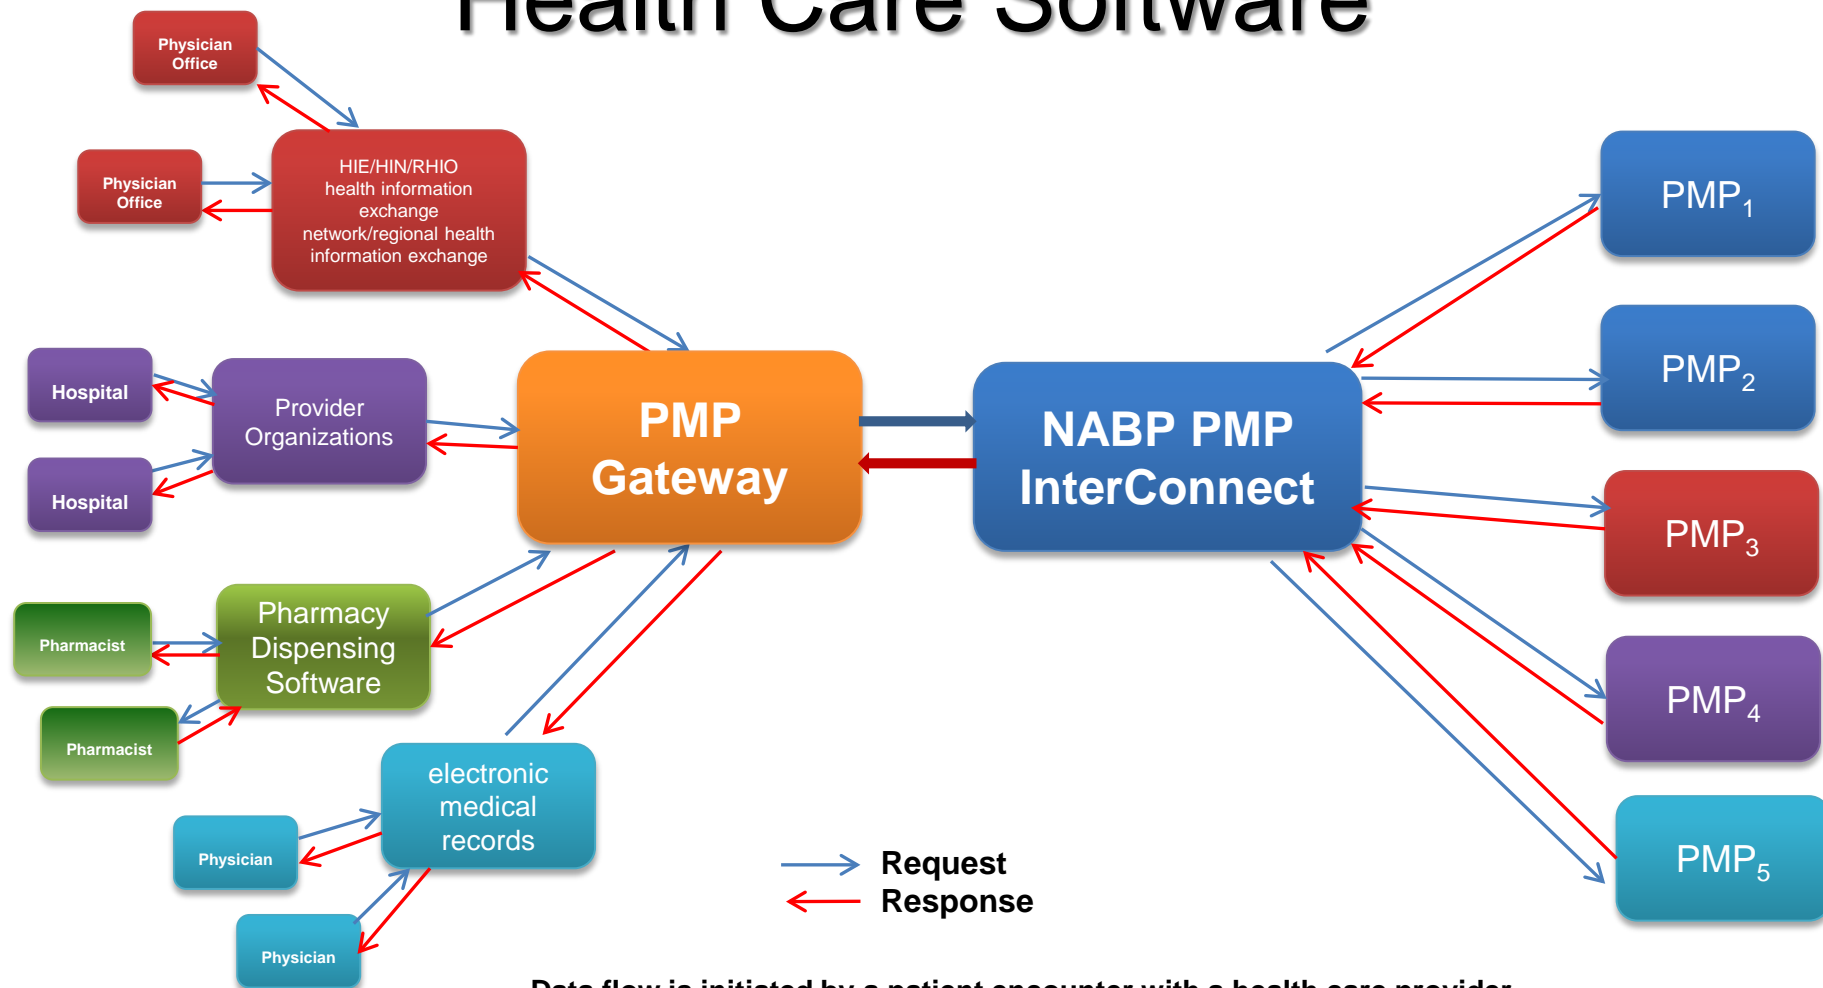 Health Care Software
Physician
Office
Physician
Office
HIE/HIN/RHIO
health information
exchange
network/regional health
information exchange
Hospital
Hospital
Provider
Organizations
PMP
Gateway
NABP PMP
InterConnect
Pharmacist
Pharmacist
Pharmacy
Dispensing
Software
Physician
Physician
electronic
medical
records
PMP1
PMP2
PMP3
PMP4
PMP5
Request
Response
Data flow is initiated by a patient encounter with a health care provider